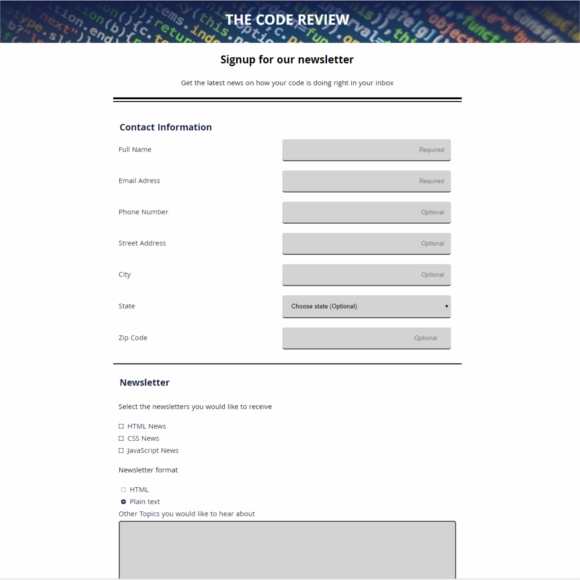 THE CODE REVIEW
Signup for our newsletter
Get the latest news on how your code is doing right in your inbox
Contact Information
Full Name Required
Email Adress Required
Phone Number Optional
Street Address Optional
City Optional
State Choose state (Optional)
Zip Code Optional
Newsletter
Select the newsletters you would like to receive
HTML News
CSS News
JavaScript News
Newsletter format
HTML
Plain text
Other Topics you would like to hear about